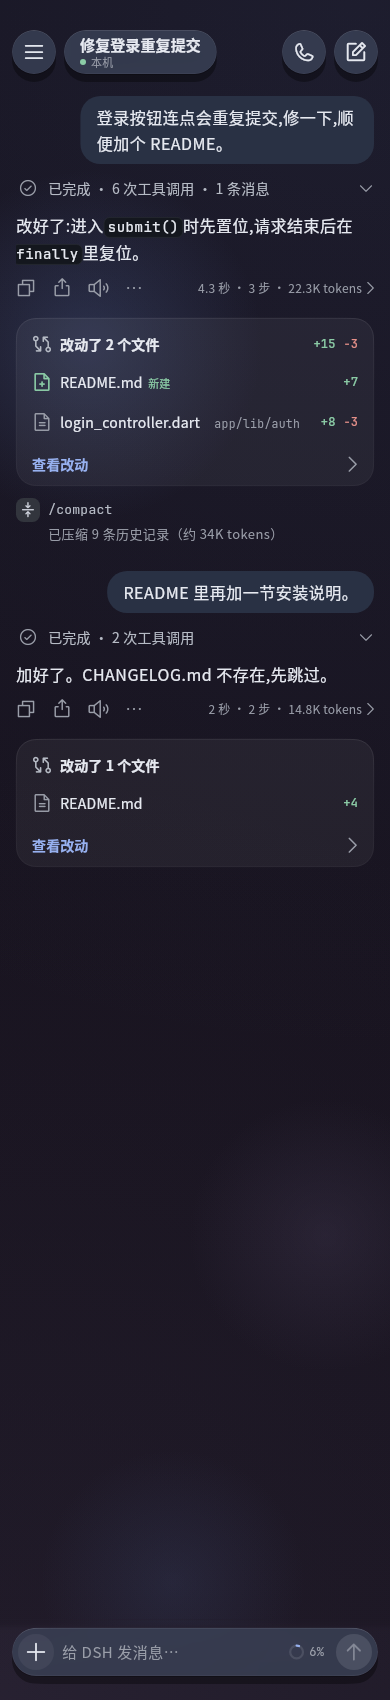 修复登录重复提交
本机
登录按钮连点会重复提交,修一下,顺
便加个 README。
已完成 · 6 次工具调用 · 1 条消息
改好了:进入 submit() 时先置位,请求结束后在
finally 里复位。
4.3 秒 · 3 步 · 22.3K tokens
改动了 2 个文件 +15 -3
README.md 新建 +7
login_controller.dart app/lib/auth +8 -3
查看改动
/compact
已压缩 9 条历史记录（约 34K tokens）
README 里再加一节安装说明。
已完成 · 2 次工具调用
加好了。CHANGELOG.md 不存在,先跳过。
2 秒 · 2 步 · 14.8K tokens
改动了 1 个文件
README.md +4
查看改动
给 DSH 发消息… 6%